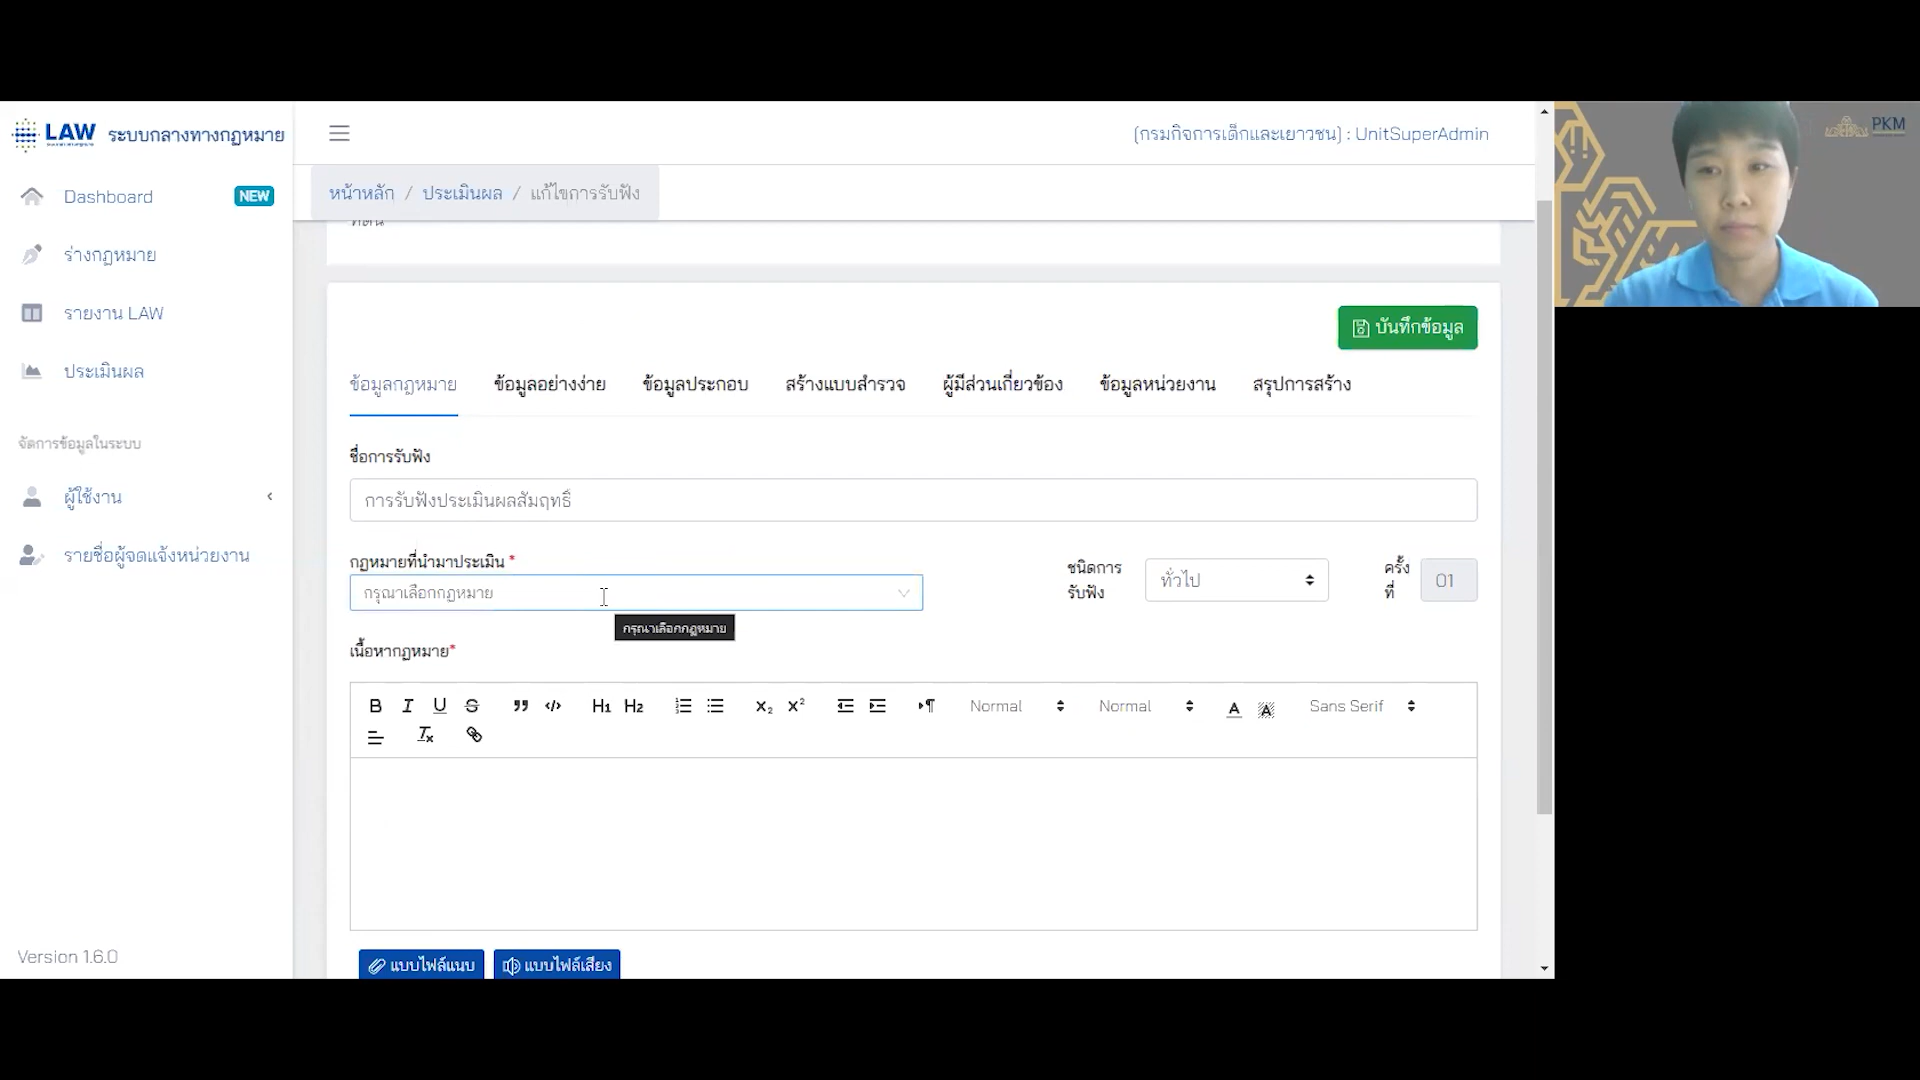 LAW ระบบกลางทางกฎหมาย
(กรมกิจการเด็กและเยาวชน) : UnitSuperAdmin
PKM
Dashboard NEW
ร่างกฎหมาย
รายงาน LAW
ประเมินผล
จัดการข้อมูลในระบบ
ผู้ใช้งาน
รายชื่อผู้จดแจ้งหน่วยงาน
Version 1.6.0
หน้าหลัก / ประเมินผล / แก้ไขการรับฟัง
บันทึกข้อมูล
ข้อมูลกฎหมาย ข้อมูลอย่างง่าย ข้อมูลประกอบ สร้างแบบสำรวจ ผู้มีส่วนเกี่ยวข้อง ข้อมูลหน่วยงาน สรุปการสร้าง
ชื่อการรับฟัง
การรับฟังประเมินผลสัมฤทธิ์
กฎหมายที่นำมาประเมิน *
กรุณาเลือกกฎหมาย
กรุณาเลือกกฎหมาย
ชนิดการ
รับฟัง
ทั่วไป
ครั้ง
ที่
01
เนื้อหากฎหมาย*
Normal Normal Sans Serif
แบบไฟล์แนบ แบบไฟล์เสียง